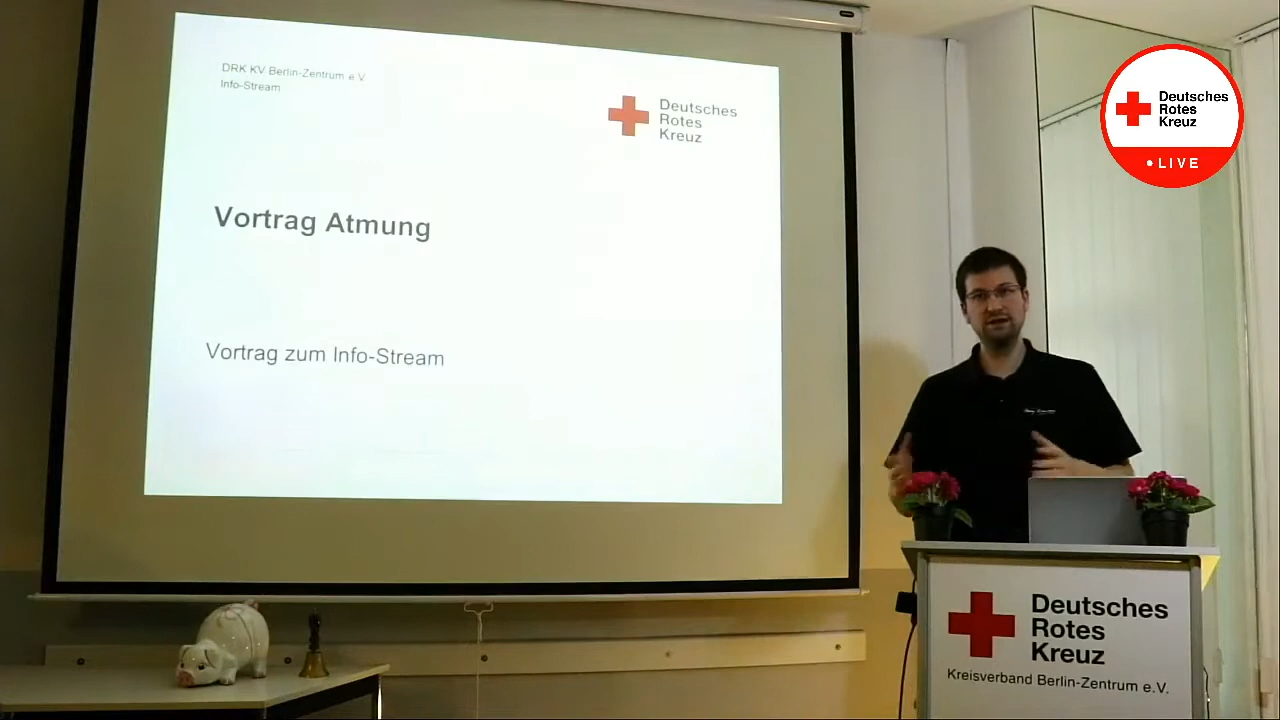 DRK KV Berlin-Zentrum e.V.
Info-Stream
Deutsches
Rotes
Kreuz
Vortrag Atmung
Vortrag zum Info-Stream
Deutsches
Rotes
Kreuz
LIVE
Deutsches
Rotes
Kreuz
Kreisverband Berlin-Zentrum e.V.